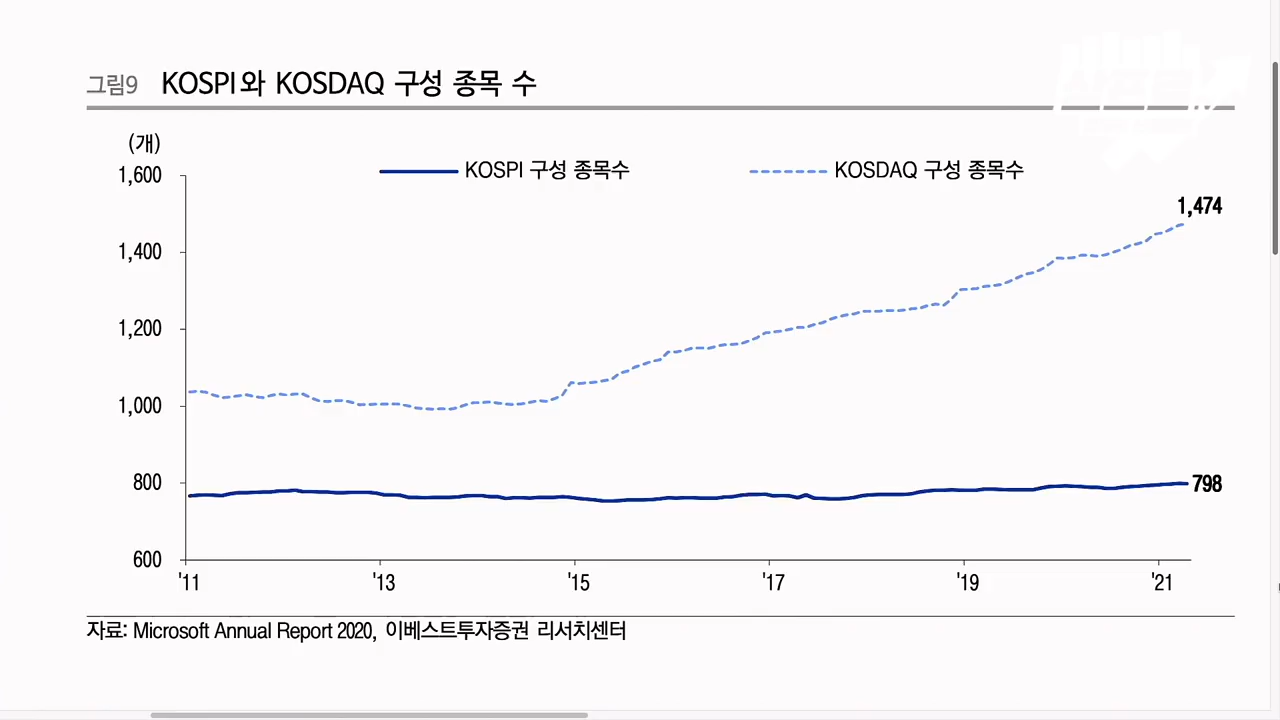 그림9 KOSPI와 KOSDAQ 구성 종목 수
(개)
KOSPI 구성 종목수 KOSDAQ 구성 종목수
1,600
1,474
1,400
1,200
1,000
800
798
600
'11 '13 '15 '17 '19 '21
자료: Microsoft Annual Report 2020, 이베스트투자증권 리서치센터